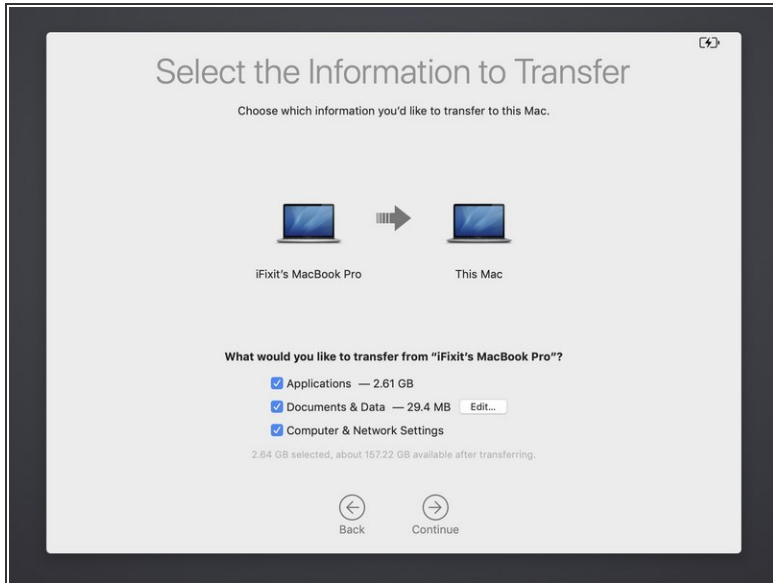 Select the Information to Transfer
Choose which information you'd like to transfer to this Mac.
iFixit's MacBook Pro
This Mac
What would you like to transfer from “iFixit's MacBook Pro”?
Applications — 2.61 GB
Documents & Data — 29.4 MB Edit...
Computer & Network Settings
2.64 GB selected, about 157.22 GB available after transferring.
Back
Continue